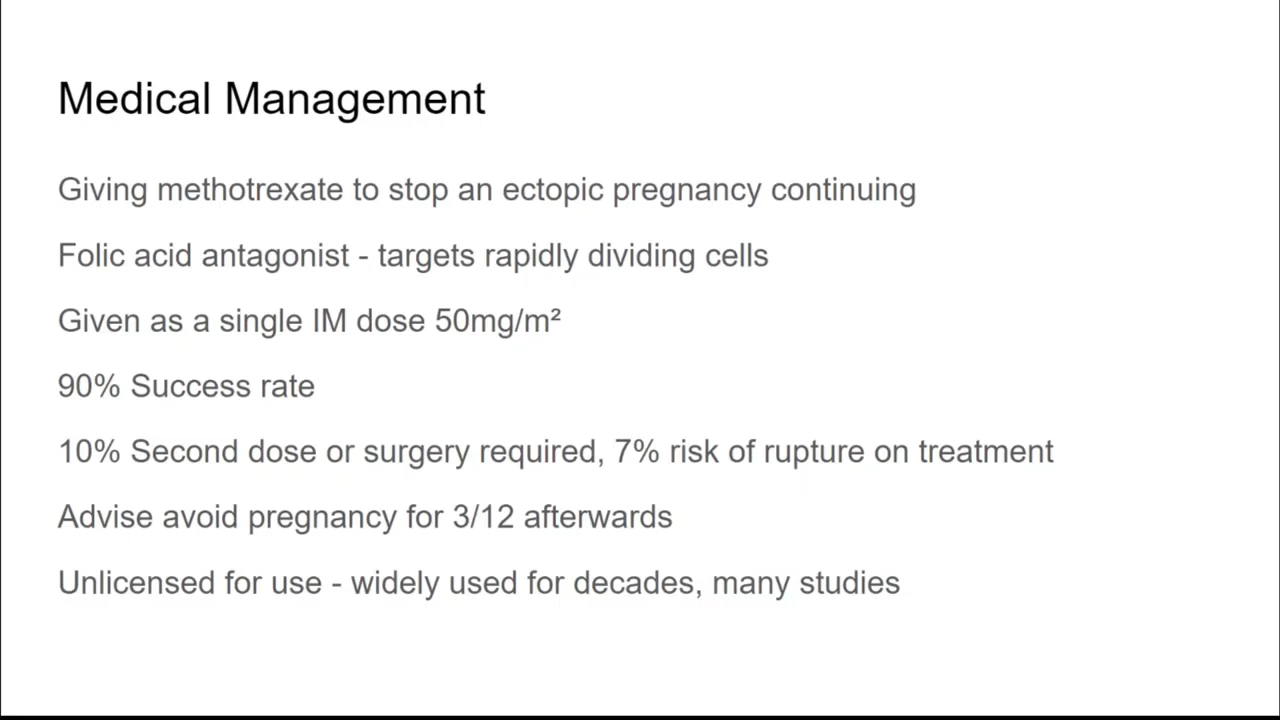 Medical Management
Giving methotrexate to stop an ectopic pregnancy continuing
Folic acid antagonist - targets rapidly dividing cells
Given as a single IM dose 50mg/m²
90% Success rate
10% Second dose or surgery required, 7% risk of rupture on treatment
Advise avoid pregnancy for 3/12 afterwards
Unlicensed for use - widely used for decades, many studies